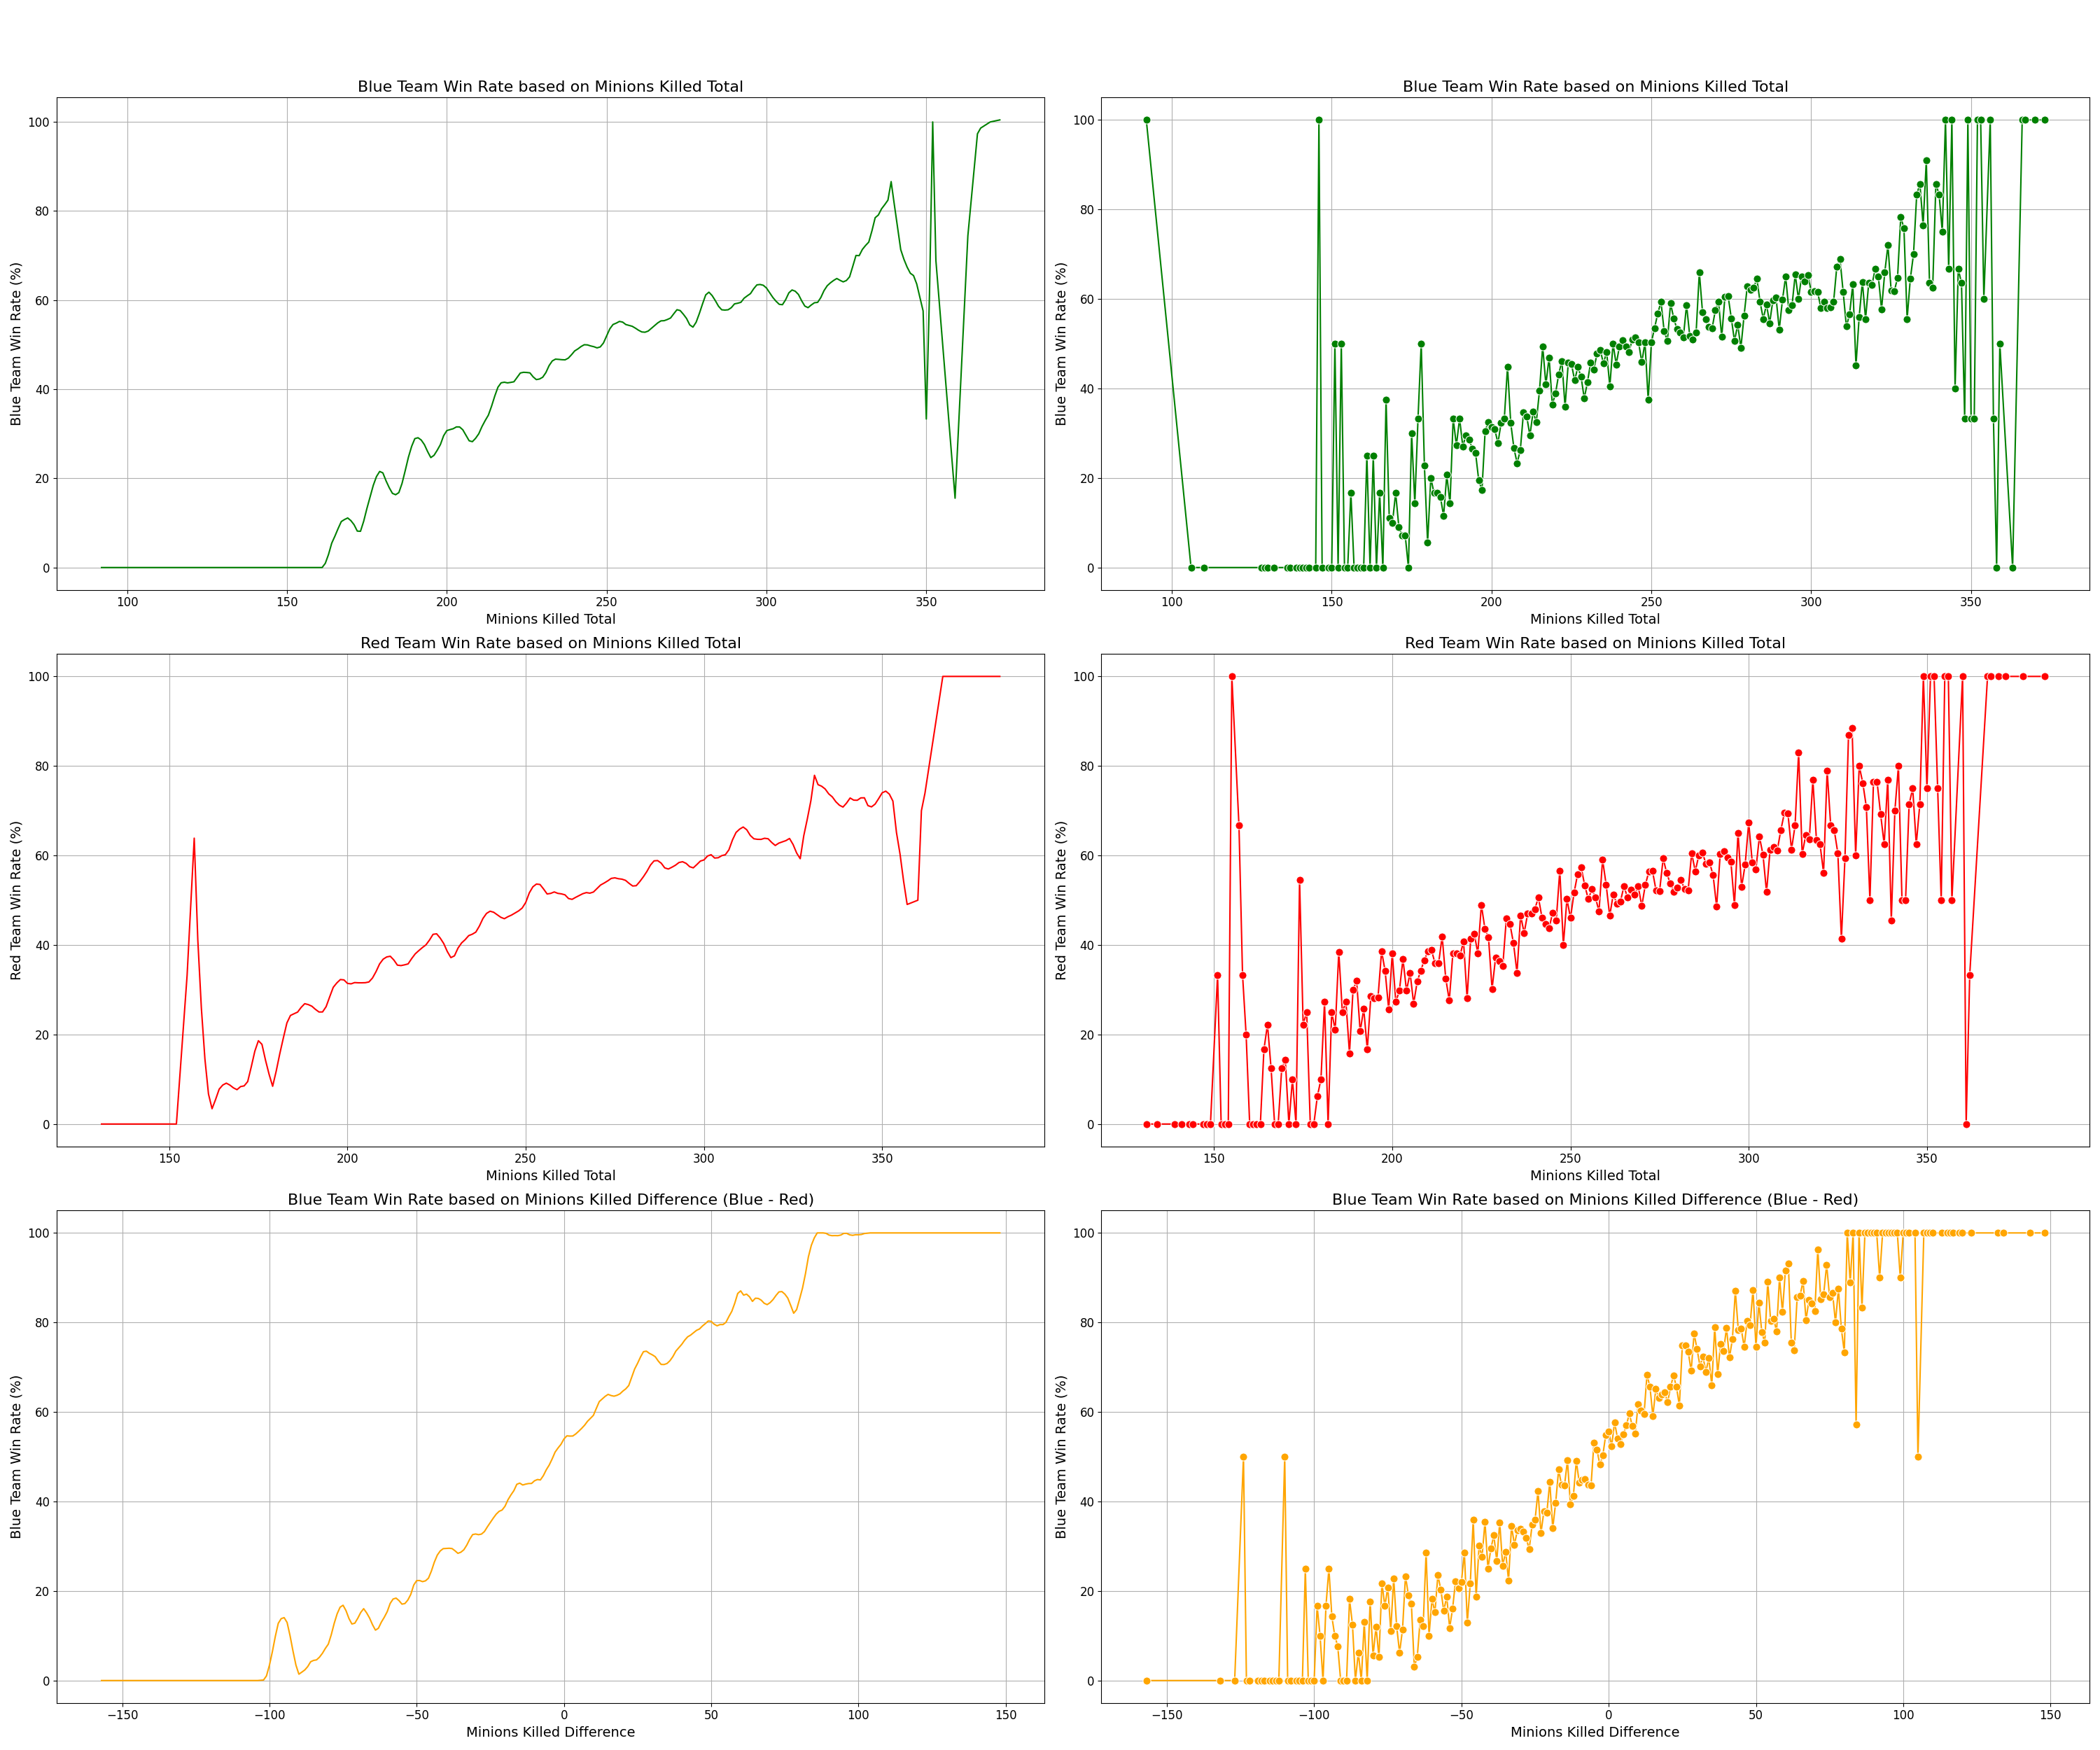 Blue Team Win Rate based on Minions Killed Total
Blue Team Win Rate (%)
100
80
60
40
20
0
100 150 200 250 300 350
Minions Killed Total
Blue Team Win Rate based on Minions Killed Total
Blue Team Win Rate (%)
100
80
60
40
20
0
100 150 200 250 300 350
Minions Killed Total
Red Team Win Rate based on Minions Killed Total
Red Team Win Rate (%)
100
80
60
40
20
0
150 200 250 300 350
Minions Killed Total
Red Team Win Rate based on Minions Killed Total
Red Team Win Rate (%)
100
80
60
40
20
0
150 200 250 300 350
Minions Killed Total
Blue Team Win Rate based on Minions Killed Difference (Blue - Red)
Blue Team Win Rate (%)
100
80
60
40
20
0
−150 −100 −50 0 50 100 150
Minions Killed Difference
Blue Team Win Rate based on Minions Killed Difference (Blue - Red)
Blue Team Win Rate (%)
100
80
60
40
20
0
−150 −100 −50 0 50 100 150
Minions Killed Difference